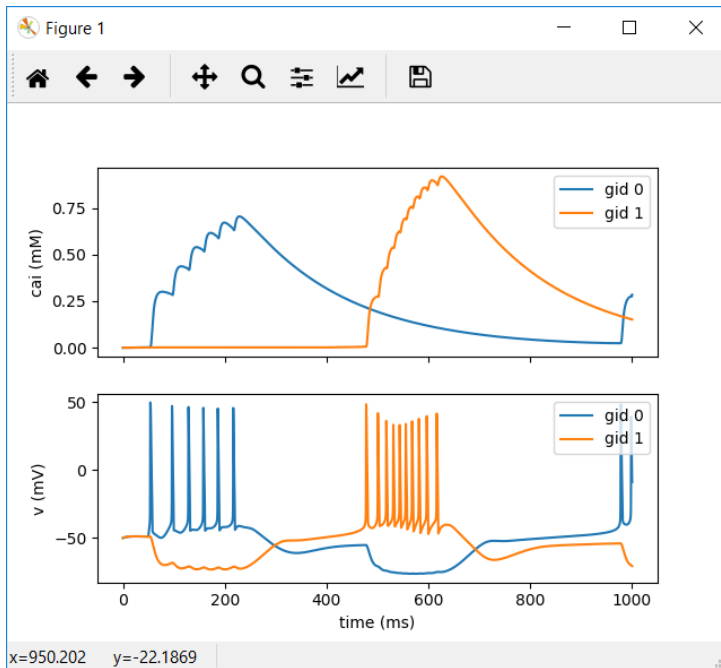 Figure 1
0.75
0.50
0.25
0.00
cai (mM)
gid 0
gid 1
50
0
−50
v (mV)
gid 0
gid 1
0 200 400 600 800 1000
time (ms)
x=950.202 y=-22.1869